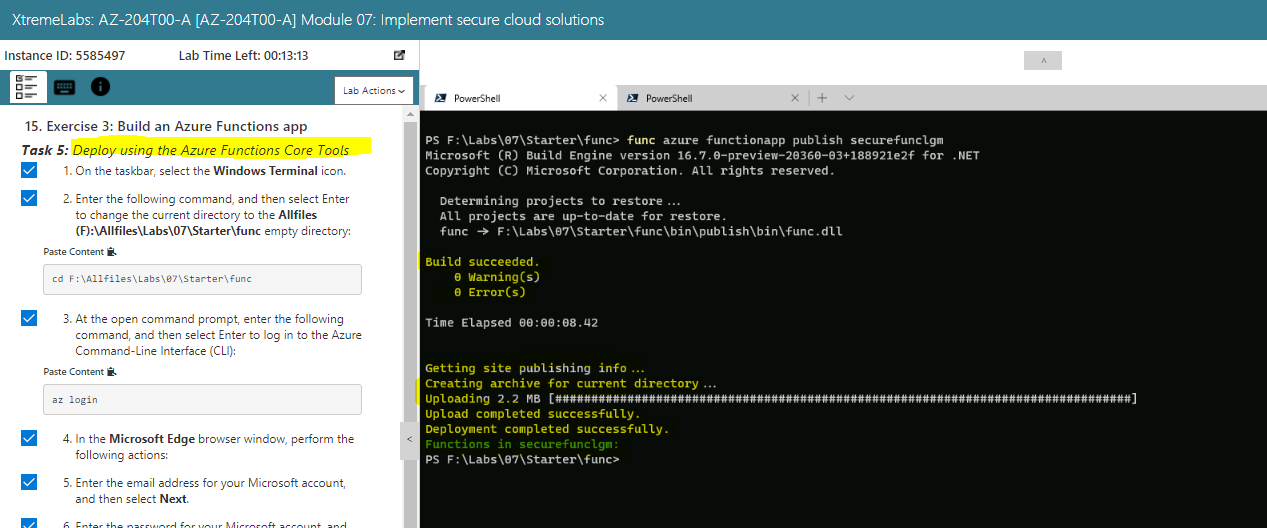 XtremeLabs: AZ-204T00-A [AZ-204T00-A] Module 07: Implement secure cloud solutions
Instance ID: 5585497
Lab Time Left: 00:13:13
Lab Actions
15. Exercise 3: Build an Azure Functions app
Task 5: Deploy using the Azure Functions Core Tools
1. On the taskbar, select the Windows Terminal icon.
2. Enter the following command, and then select Enter
to change the current directory to the Allfiles
(F):\Allfiles\Labs\07\Starter\func empty directory:
Paste Content
cd F:\Allfiles\Labs\07\Starter\func
3. At the open command prompt, enter the following
command, and then select Enter to log in to the Azure
Command-Line Interface (CLI):
Paste Content
az login
4. In the Microsoft Edge browser window, perform the
following actions:
5. Enter the email address for your Microsoft account,
and then select Next.
6. Enter the password for your Microsoft account, and
PowerShell
PowerShell
PS F:\Labs\07\Starter\func> func azure functionapp publish securefunclgm
Microsoft (R) Build Engine version 16.7.0-preview-20360-03+188921e2f for .NET
Copyright (C) Microsoft Corporation. All rights reserved.
Determining projects to restore...
All projects are up-to-date for restore.
func → F:\Labs\07\Starter\func\bin\publish\bin\func.dll
Build succeeded.
0 Warning(s)
0 Error(s)
Time Elapsed 00:00:08.42
Getting site publishing info...
Creating archive for current directory...
Uploading 2.2 MB [################################################################################]
Upload completed successfully.
Deployment completed successfully.
Functions in securefunclgm:
PS F:\Labs\07\Starter\func>